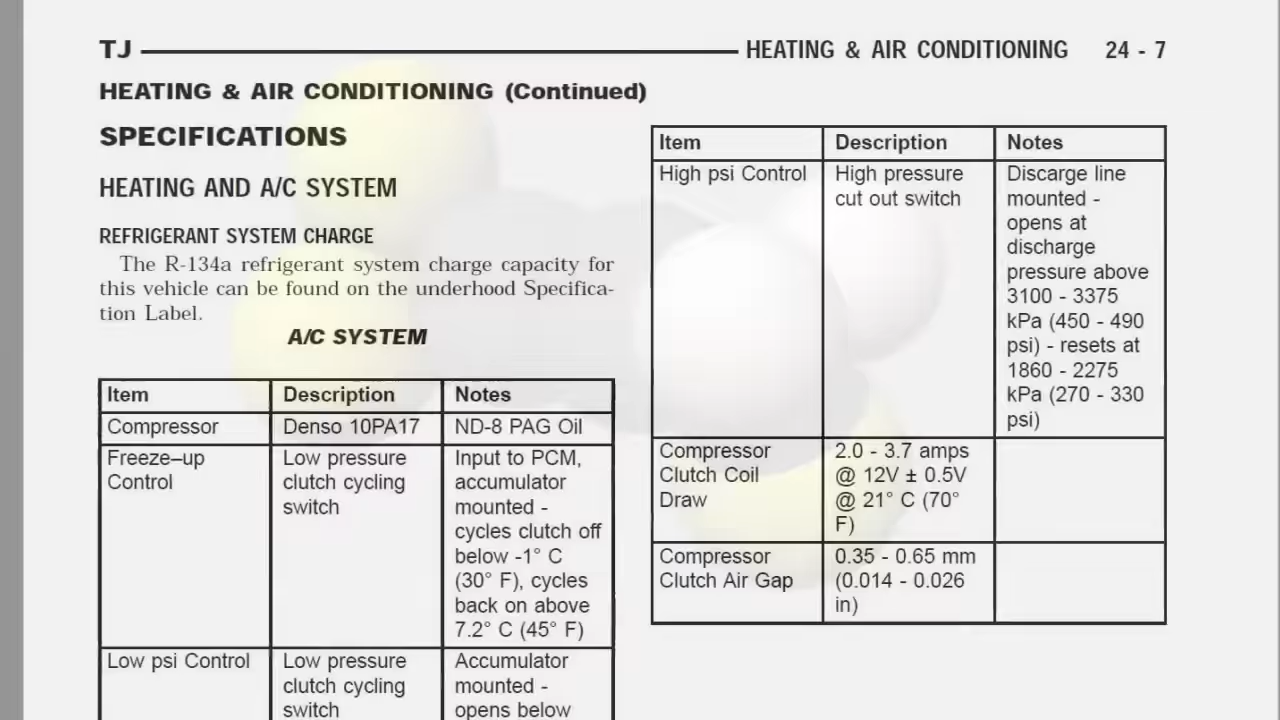 TJ HEATING & AIR CONDITIONING 24 - 7
HEATING & AIR CONDITIONING (Continued)
SPECIFICATIONS
HEATING AND A/C SYSTEM
REFRIGERANT SYSTEM CHARGE
The R-134a refrigerant system charge capacity for
this vehicle can be found on the underhood Specifica-
tion Label.
A/C SYSTEM
Item Description Notes
Compressor Denso 10PA17 ND-8 PAG Oil
Freeze–up Low pressure Input to PCM,
Control clutch cycling accumulator
switch mounted -
cycles clutch off
below -1° C
(30° F), cycles
back on above
7.2° C (45° F)
Low psi Control Low pressure Accumulator
clutch cycling mounted -
switch opens below
Item Description Notes
High psi Control High pressure Discarge line
cut out switch mounted -
opens at
discharge
pressure above
3100 - 3375
kPa (450 - 490
psi) - resets at
1860 - 2275
kPa (270 - 330
psi)
Compressor 2.0 - 3.7 amps
Clutch Coil @ 12V ± 0.5V
Draw @ 21° C (70°
F)
Compressor 0.35 - 0.65 mm
Clutch Air Gap (0.014 - 0.026
in)